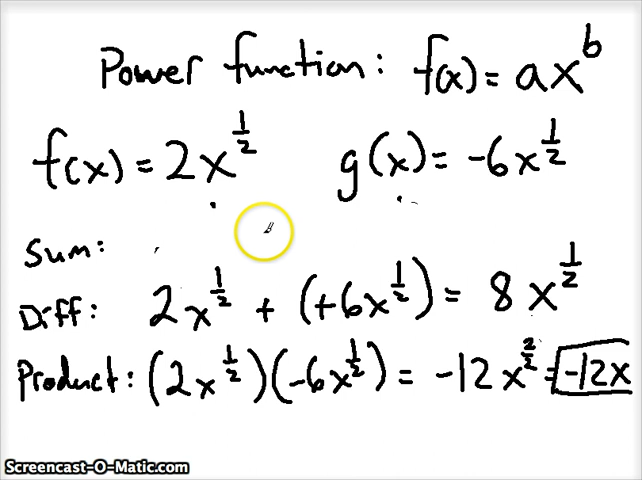 Power function: f(x) = ax^b
f(x) = 2x^{1/2} g(x) = -6x^{1/2}
Sum:
Diff: 2x^{1/2} + (+6x^{1/2}) = 8x^{1/2}
Product: (2x^{1/2})(-6x^{1/2}) = -12x^{2/2} = -12x
Screencast-O-Matic.com